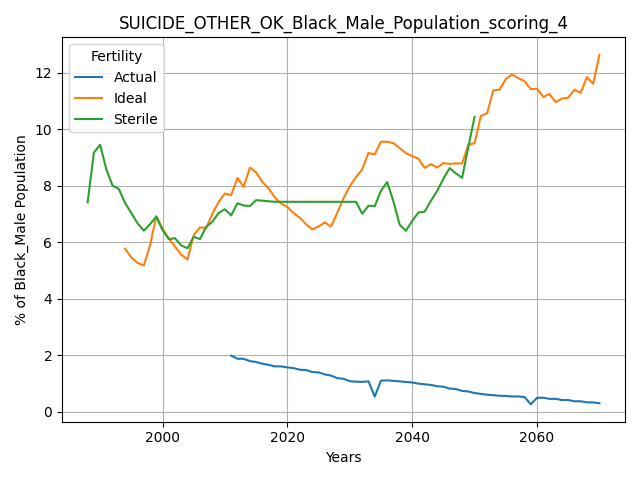 SUICIDE_OTHER_OK_Black_Male_Population_scoring_4
Fertility
Actual
Ideal
Sterile
% of Black_Male Population
12
10
8
6
4
2
0
2000
2020
2040
2060
Years